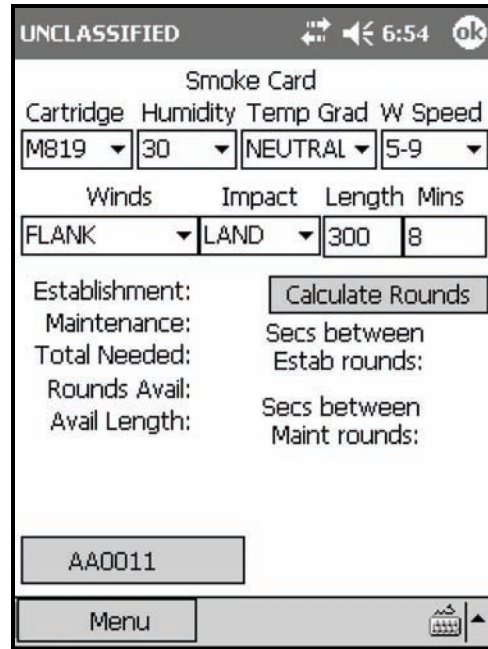 UNCLASSIFIED 6:54 ok
Smoke Card
Cartridge Humidity Temp Grad W Speed
M819 30 NEUTRAL 5-9
Winds Impact Length Mins
FLANK LAND 300 8
Establishment:
Calculate Rounds
Maintenance:
Secs between
Total Needed:
Estab rounds:
Rounds Avail:
Secs between
Avail Length:
Maint rounds:
AA0011
Menu